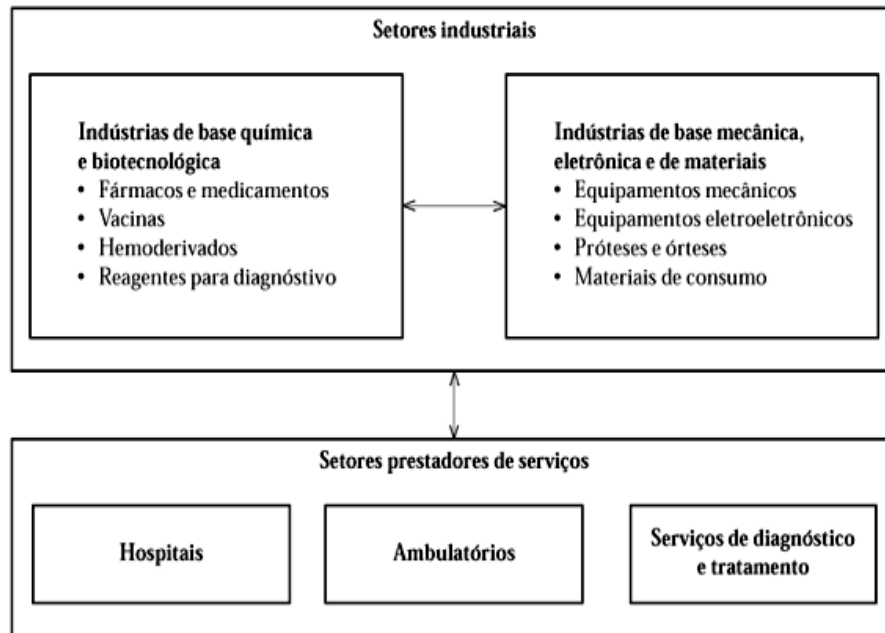 Setores industriais
Indústrias de base química
e biotecnológica
• Fármacos e medicamentos
• Vacinas
• Hemoderivados
• Reagentes para diagnóstivo
Indústrias de base mecânica,
eletrônica e de materiais
• Equipamentos mecânicos
• Equipamentos eletroeletrônicos
• Próteses e órteses
• Materiais de consumo
Setores prestadores de serviços
Hospitais
Ambulatórios
Serviços de diagnóstico
e tratamento